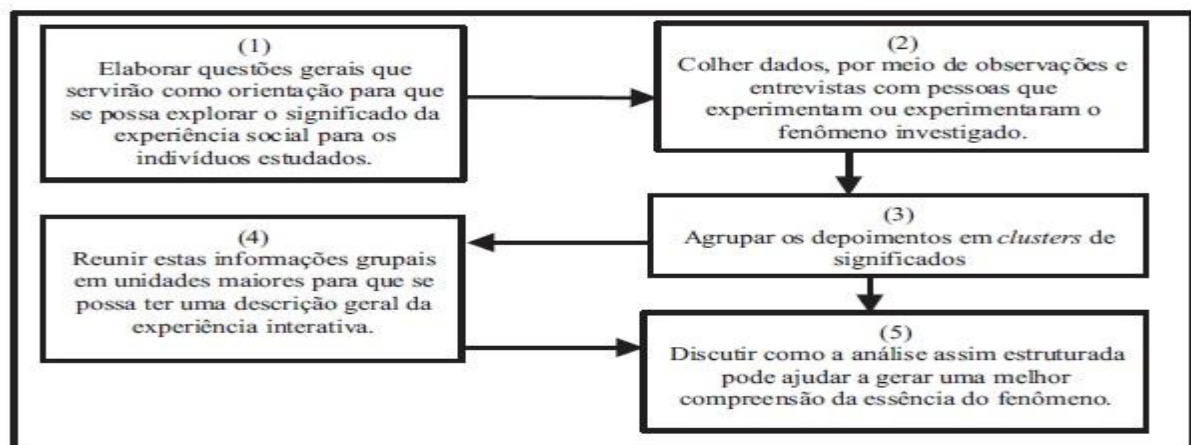 (1)
Elaborar questões gerais que
servirão como orientação para que
se possa explorar o significado da
experiência social para os
indivíduos estudados.
(2)
Colher dados, por meio de observações e
entrevistas com pessoas que
experimentam ou experimentaram o
fenômeno investigado.
(3)
Agrupar os depoimentos em clusters de
significados
(4)
Reunir estas informações grupais
em unidades maiores para que se
possa ter uma descrição geral da
experiência interativa.
(5)
Discutir como a análise assim estruturada
pode ajudar a gerar uma melhor
compreensão da essência do fenômeno.